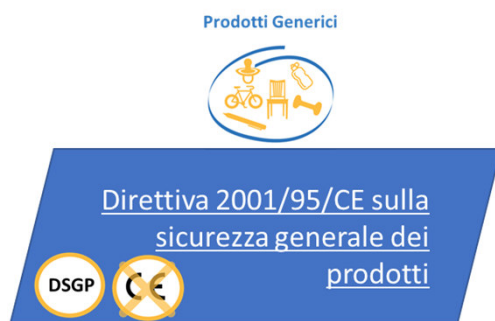 Prodotti Generici
Direttiva 2001/95/CE sulla
sicurezza generale dei
prodotti
DSGP
CE